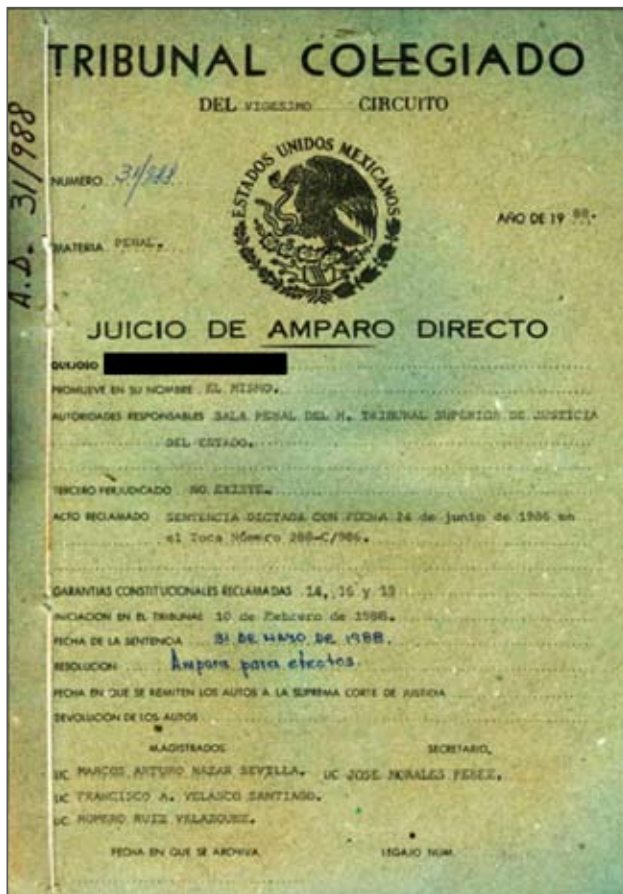 TRIBUNAL COLEGIADO
DEL VIGESIMO CIRCUITO
A.D. 31/988
NUMERO 31/988
ESTADOS UNIDOS MEXICANOS
AÑO DE 19 88.
MATERIA PENAL.
JUICIO DE AMPARO DIRECTO
QUEJOSO
PROMUEVE EN SU NOMBRE EL MISMO.
AUTORIDADES RESPONSABLES SALA PENAL DEL H. TRIBUNAL SUPERIOR DE JUSTICIA
DEL ESTADO.
TERCERO PERJUDICADO NO EXISTE.
ACTO RECLAMADO SENTENCIA DICTADA CON FECHA 24 de junio de 1986 en
el Toca Número 288-C/986.
GARANTIAS CONSTITUCIONALES RECLAMADAS 14, 16 y 19
INICIACION EN EL TRIBUNAL 10 de Febrero de 1988.
FECHA DE LA SENTENCIA 31 DE MAYO DE 1988.
RESOLUCION Ampara para efectos.
FECHA EN QUE SE REMITEN LOS AUTOS A LA SUPREMA CORTE DE JUSTICIA
DEVOLUCION DE LOS AUTOS
MAGISTRADOS SECRETARIO,
LIC MARCOS ARTURO NAZAR SEVILLA. LIC JOSE MORALES PEREZ.
LIC FRANCISCO A. VELASCO SANTIAGO.
LIC HOMERO RUIZ VELAZQUEZ.
FECHA EN QUE SE ARCHIVA LEGAJO NUM.